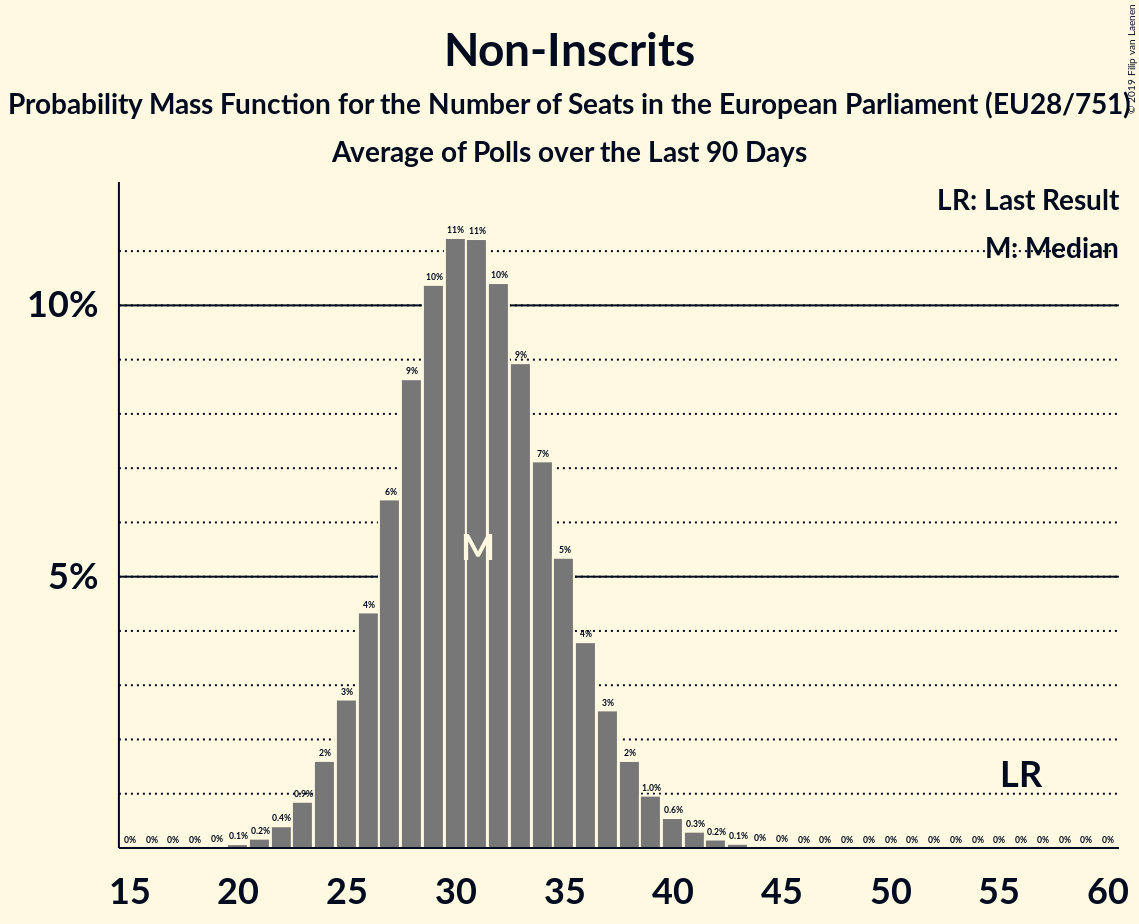 Non-Inscrits
Probability Mass Function for the Number of Seats in the European Parliament (EU28/751)
Average of Polls over the Last 90 Days
© 2019 Filip van Laenen
LR: Last Result
M: Median
10%
5%
0% 0% 0% 0% 0% 0.1% 0.2% 0.4% 0.9% 2% 3% 4% 6% 9% 10% 11% 11% 10% 9% 7% 5% 4% 3% 2% 1.0% 0.6% 0.3% 0.2% 0.1% 0% 0% 0% 0% 0% 0% 0% 0% 0% 0% 0% 0% 0% 0% 0% 0% 0%
M
LR
15 20 25 30 35 40 45 50 55 60